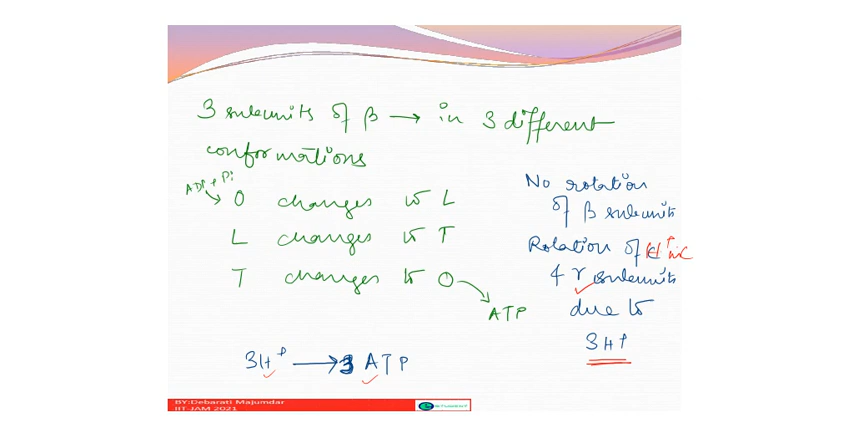 3 subunits of β → in 3 different
conformations
ADP + Pi
O changes to L
L changes to T
T changes to O
ATP
3H+ → 3 ATP
No rotation
of β subunits
Rotation of c H+ in C
& γ subunits
due to
3H+
BY:Debarati Majumdar
IIT-JAM 2021